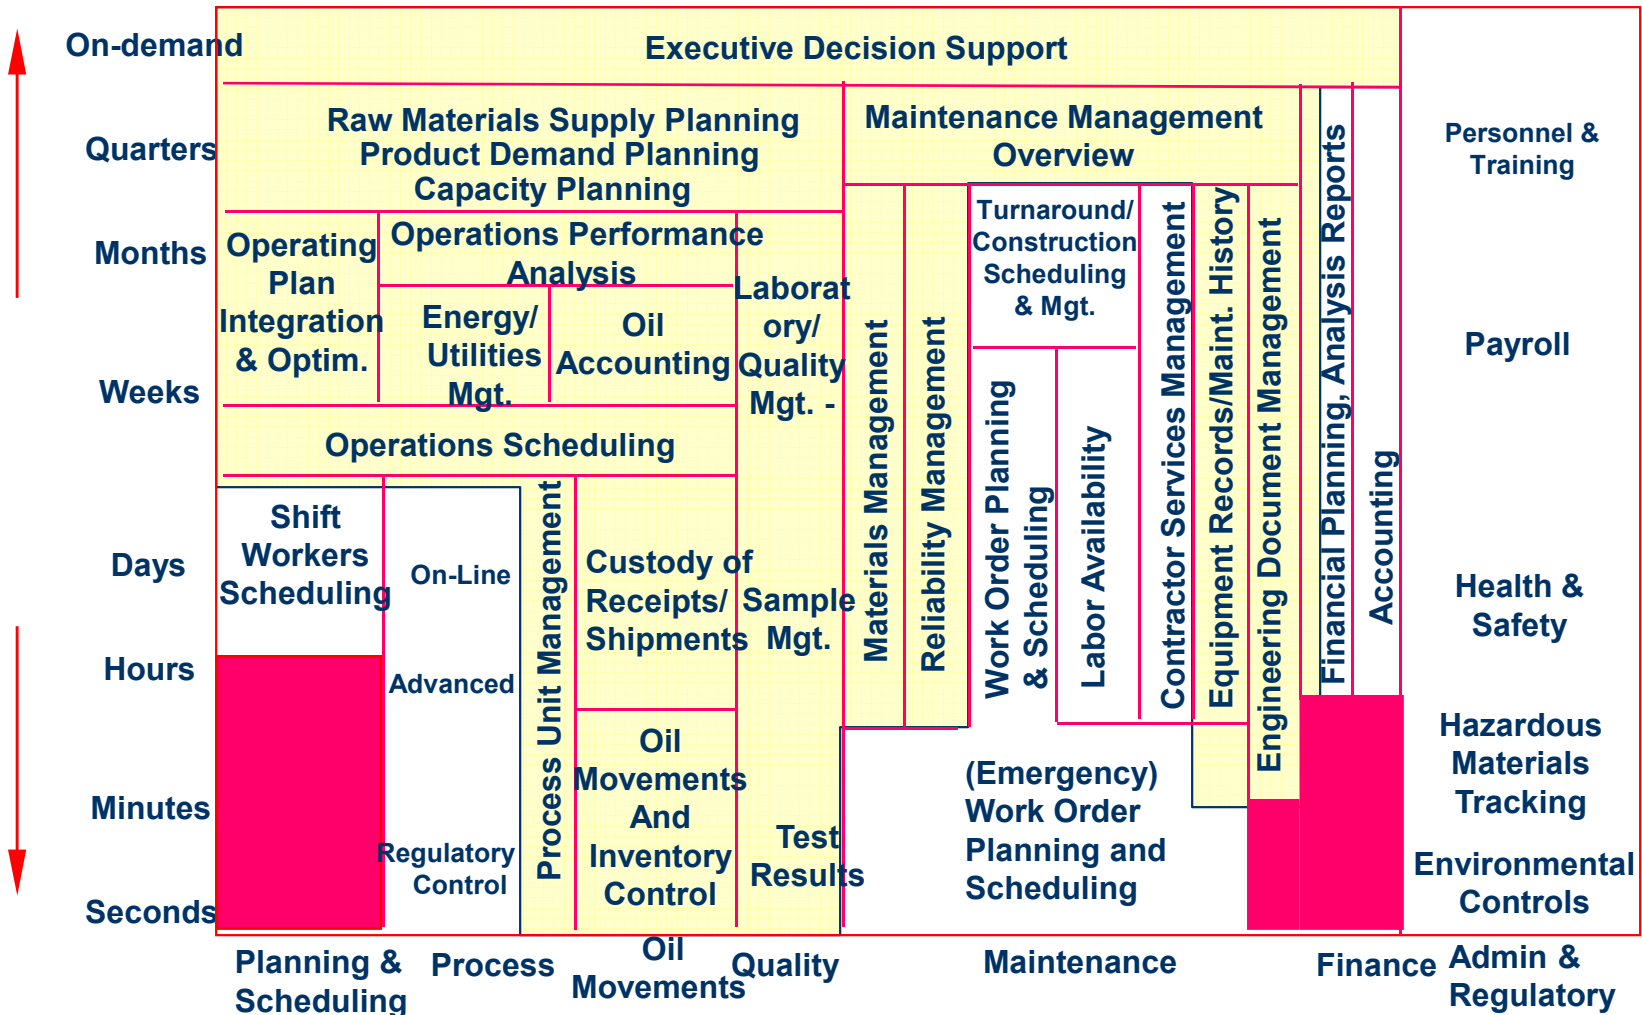 On-demand
Quarters
Months
Weeks
Days
Hours
Minutes
Seconds
Executive Decision Support
Raw Materials Supply Planning
Product Demand Planning
Capacity Planning
Maintenance Management
Overview
Operating
Plan
Integration
& Optim.
Operations Performance
Analysis
Energy/
Utilities
Mgt.
Oil
Accounting
Laborat
ory/
Quality
Mgt. -
Operations Scheduling
Shift
Workers
Scheduling
On-Line
Advanced
Regulatory
Control
Process Unit Management
Custody of
Receipts/
Shipments
Oil
Movements
And
Inventory
Control
Sample
Mgt.
Test
Results
Materials Management
Reliability Management
Turnaround/
Construction
Scheduling
& Mgt.
Work Order Planning
& Scheduling
Labor Availability
Contractor Services Management
Equipment Records/Maint. History
Engineering Document Management
(Emergency)
Work Order
Planning and
Scheduling
Financial Planning, Analysis Reports
Accounting
Personnel &
Training
Payroll
Health &
Safety
Hazardous
Materials
Tracking
Environmental
Controls
Planning &
Scheduling
Process
Oil
Movements
Quality
Maintenance
Finance
Admin &
Regulatory